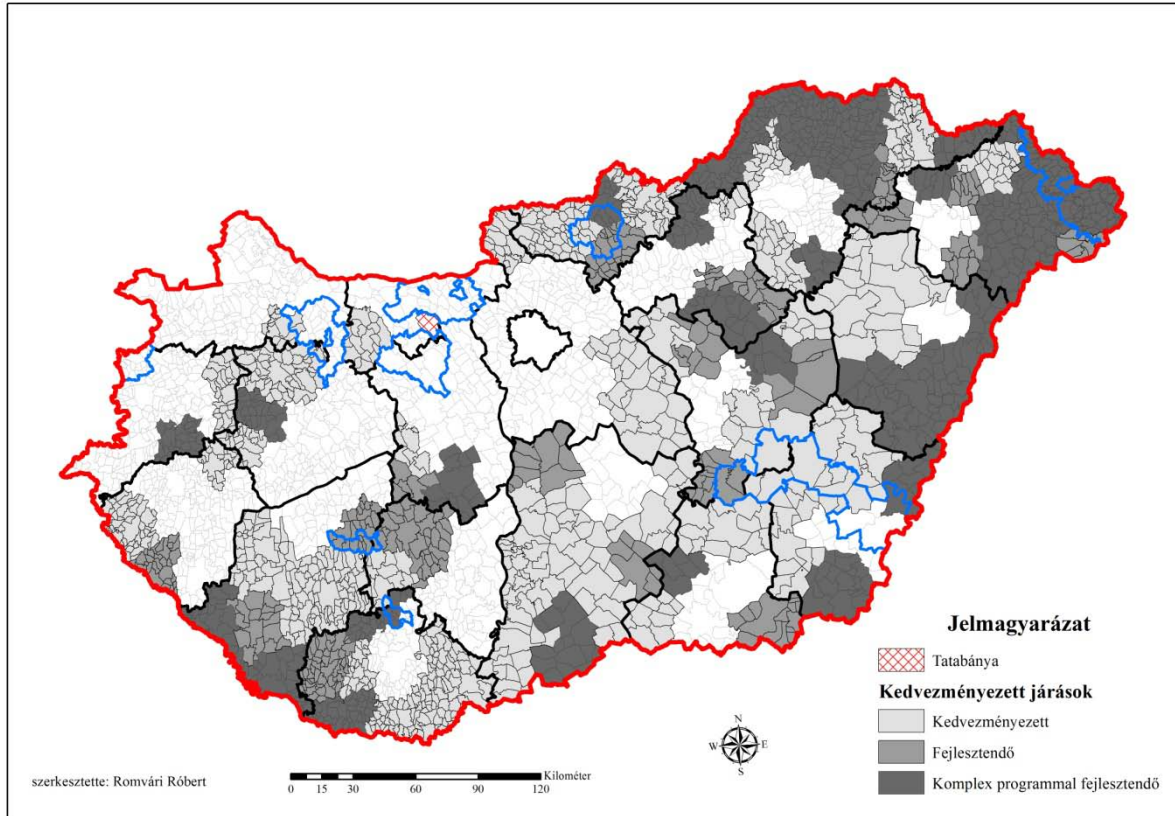 Jelmagyarázat
Tatabánya
Kedvezményezett járások
Kedvezményezett
Fejlesztendő
Komplex programmal fejlesztendő
N
W E
S
szerkesztette: Romvári Róbert
Kilométer
0 15 30 60 90 120